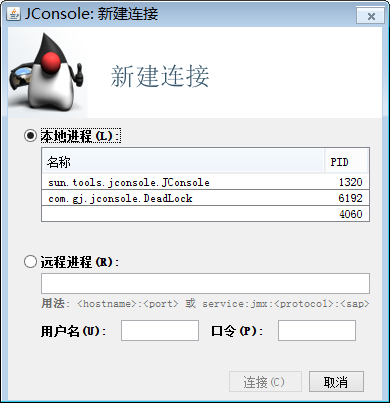 JConsole: 新建连接
新建连接
本地进程(L):
名称 PID
sun.tools.jconsole.JConsole 1320
com.gj.jconsole.DeadLock 6192
4060
远程进程(R):
用法: <hostname>:<port> 或 service:jmx:<protocol>:<sap>
用户名(U): 口令(P):
连接(C) 取消